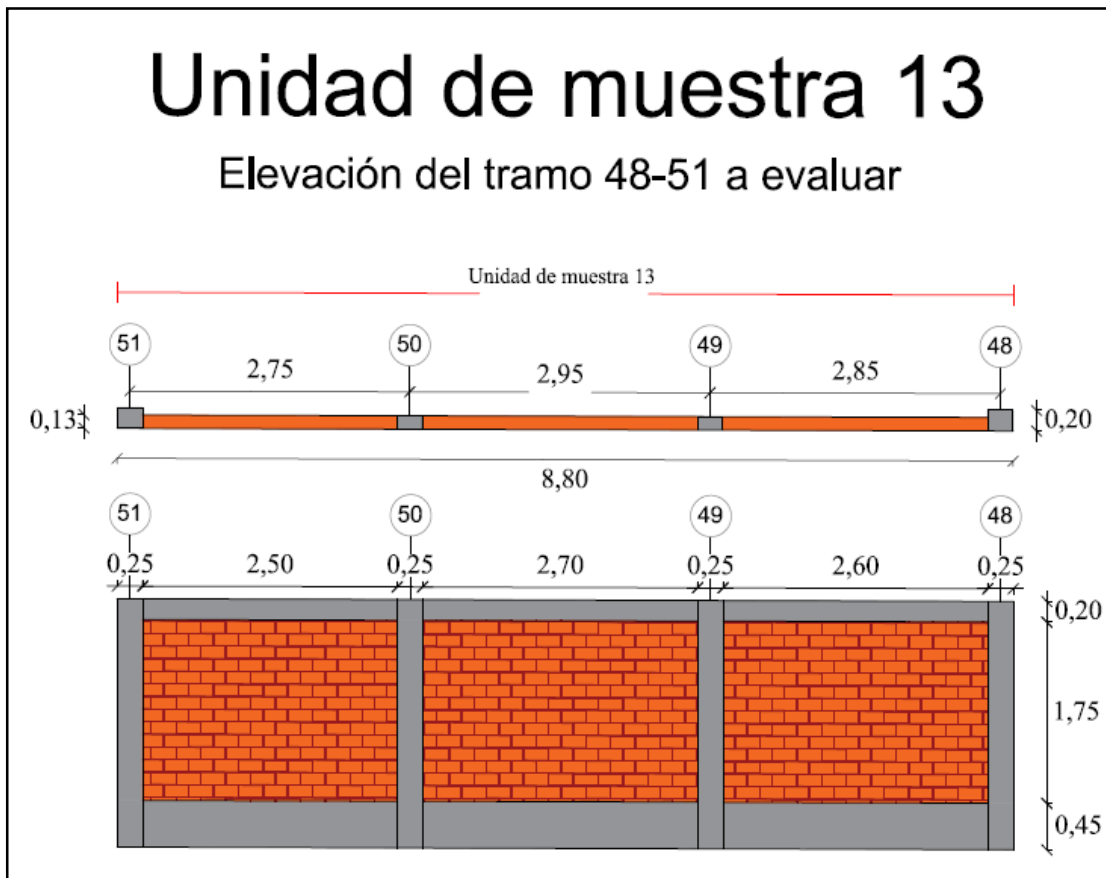 Unidad de muestra 13
Elevación del tramo 48-51 a evaluar
Unidad de muestra 13
51 50 49 48
2,75 2,95 2,85
0,13 0,20
8,80
51 50 49 48
0,25 2,50 0,25 2,70 0,25 2,60 0,25
0,20
1,75
0,45